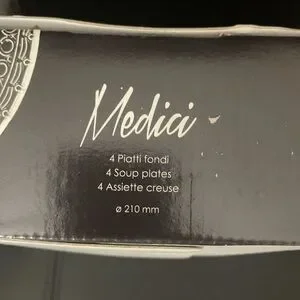 Medici
4 Piatti fondi
4 Soup plates
4 Assiette creuse
ø 210 mm